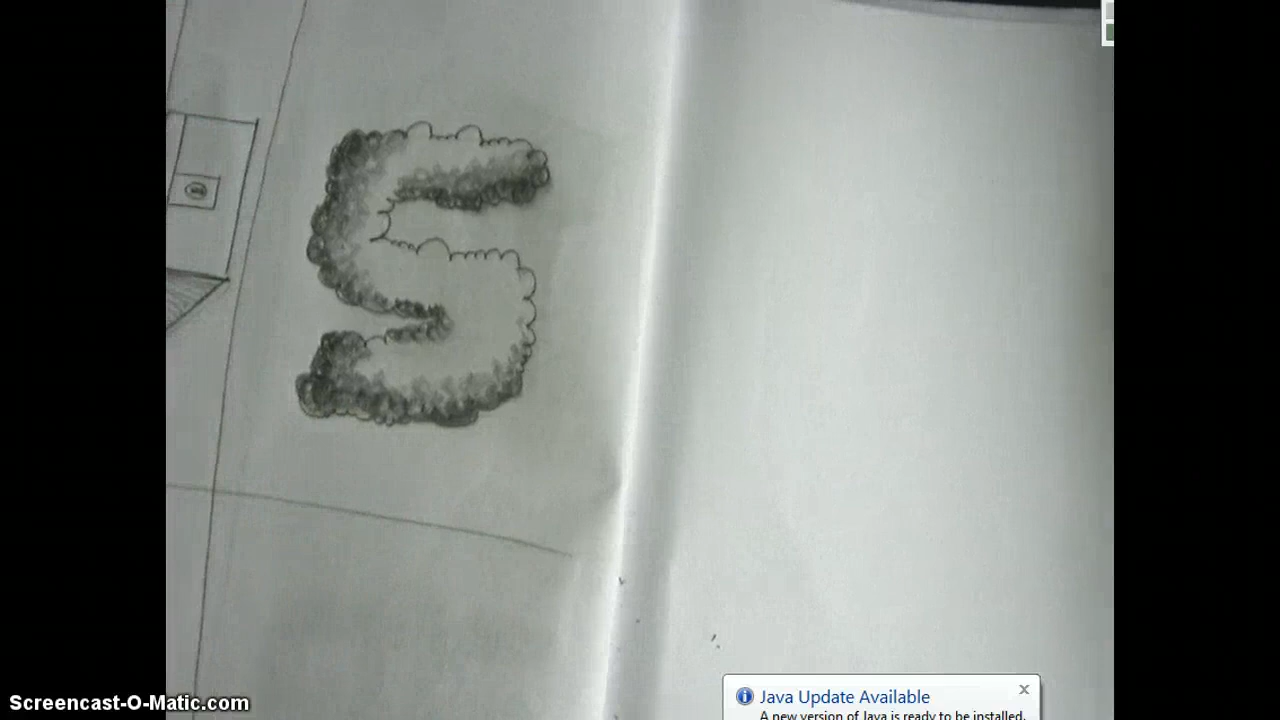 S
Screencast-O-Matic.com
Java Update Available
A new version of Java is ready to be installed.